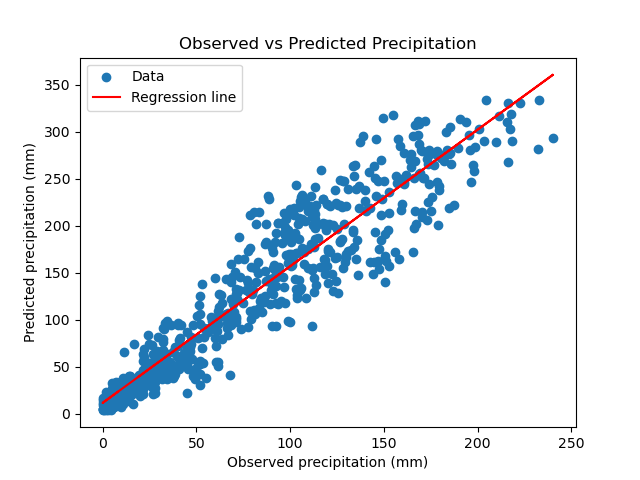 Observed vs Predicted Precipitation
Data
Regression line
Predicted precipitation (mm)
350
300
250
200
150
100
50
0
0 50 100 150 200 250
Observed precipitation (mm)